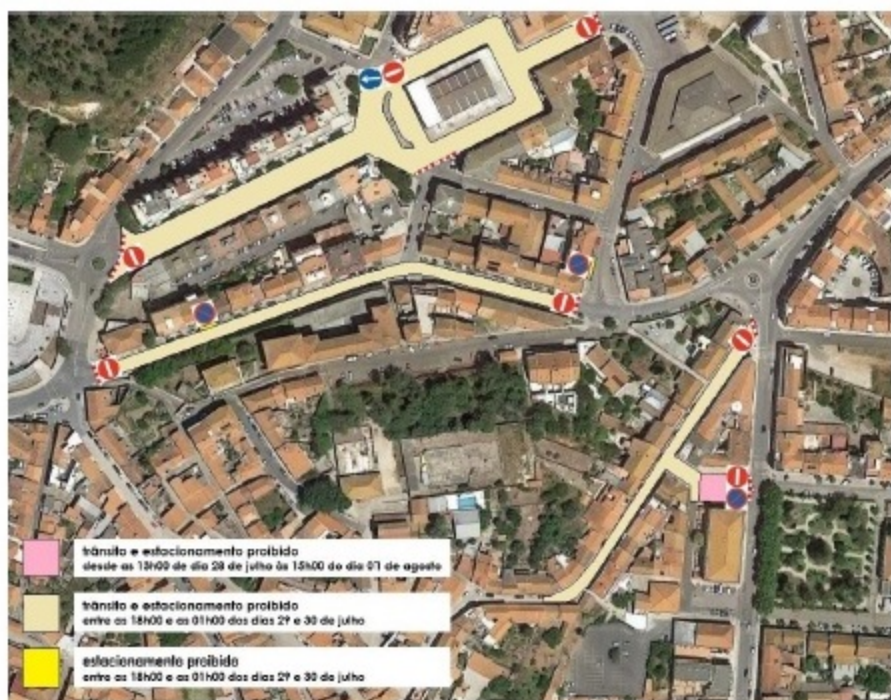 trânsito e estacionamento proibido
desde as 13h00 de dia 28 de julho às 15h00 do dia 01 de agosto
trânsito e estacionamento proibido
entre as 18h00 e as 01h00 dos dias 29 e 30 de julho
estacionamento proibido
entre as 18h00 e as 01h00 dos dias 29 e 30 de julho